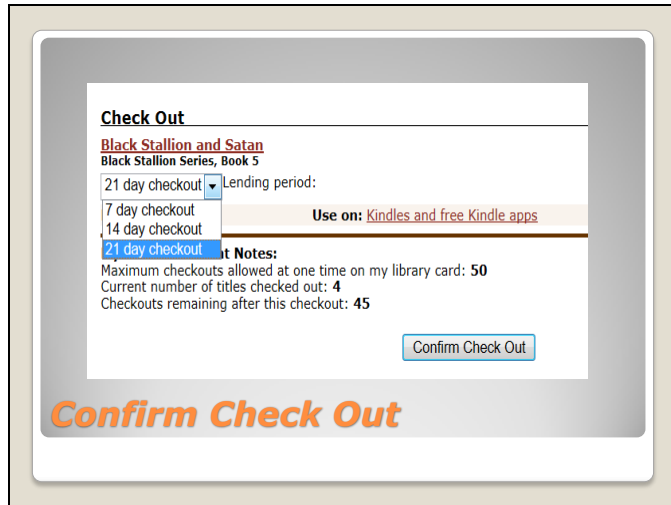 Check Out
Black Stallion and Satan
Black Stallion Series, Book 5
21 day checkout Lending period:
7 day checkout
14 day checkout
21 day checkout
Use on: Kindles and free Kindle apps
t Notes:
Maximum checkouts allowed at one time on my library card: 50
Current number of titles checked out: 4
Checkouts remaining after this checkout: 45
Confirm Check Out
Confirm Check Out